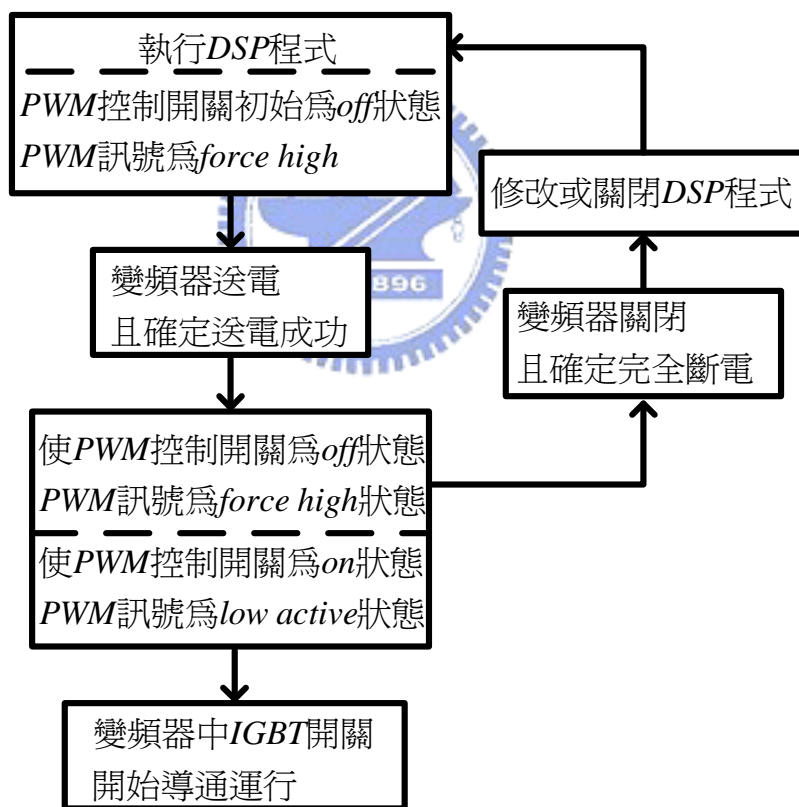 執行DSP程式
PWM控制開關初始為off狀態
PWM訊號為force high
修改或關閉DSP程式
變頻器送電
且確定送電成功
變頻器關閉
且確定完全斷電
使PWM控制開關為off狀態
PWM訊號為force high狀態
使PWM控制開關為on狀態
PWM訊號為low active狀態
變頻器中IGBT開關
開始導通運行
896